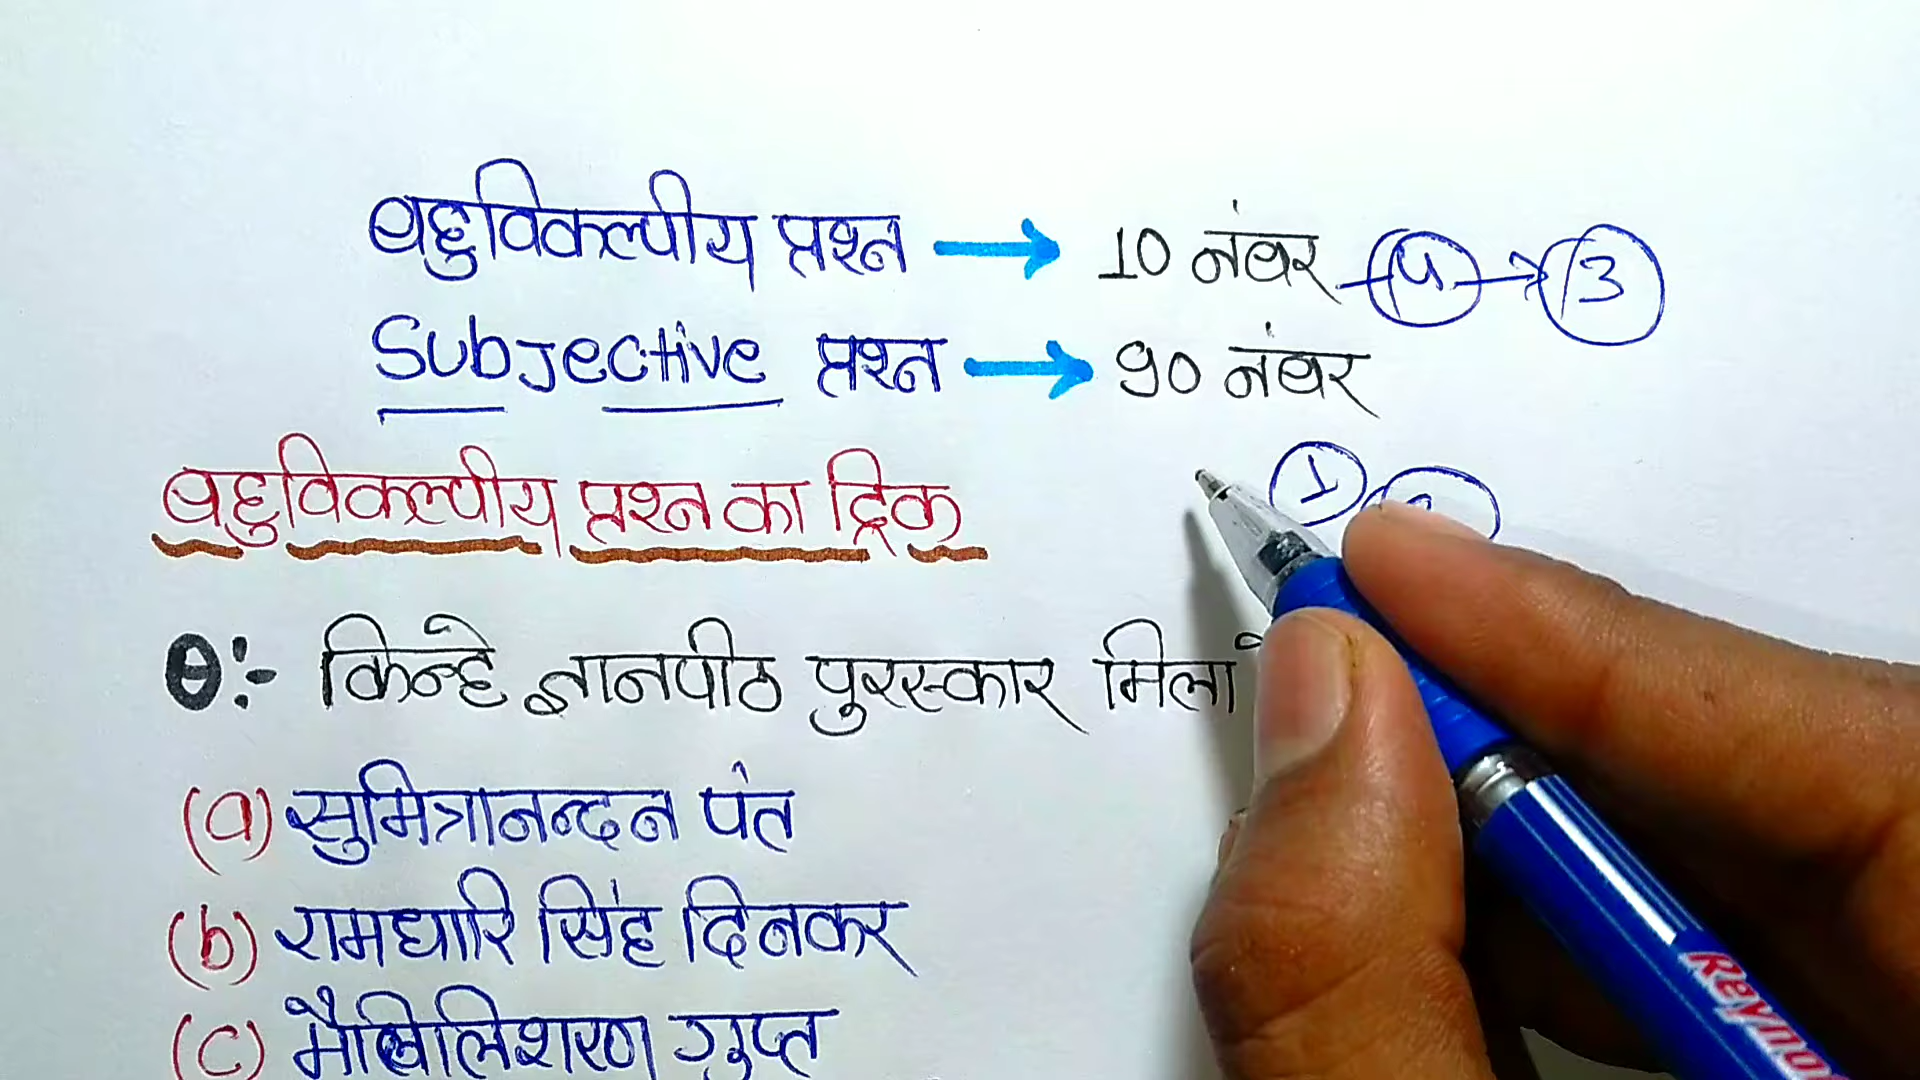 बहुविकल्पीय प्रश्न → 10 नंबर → 3
Subjective प्रश्न → 90 नंबर
1
बहुविकल्पीय प्रश्न का ट्रिक
Q:- किन्हे ज्ञानपीठ पुरस्कार मिला
(a) सुमित्रानन्दन पंत
(b) रामधारि सिंह दिनकर
(c) मैथिलिशरण गुप्त